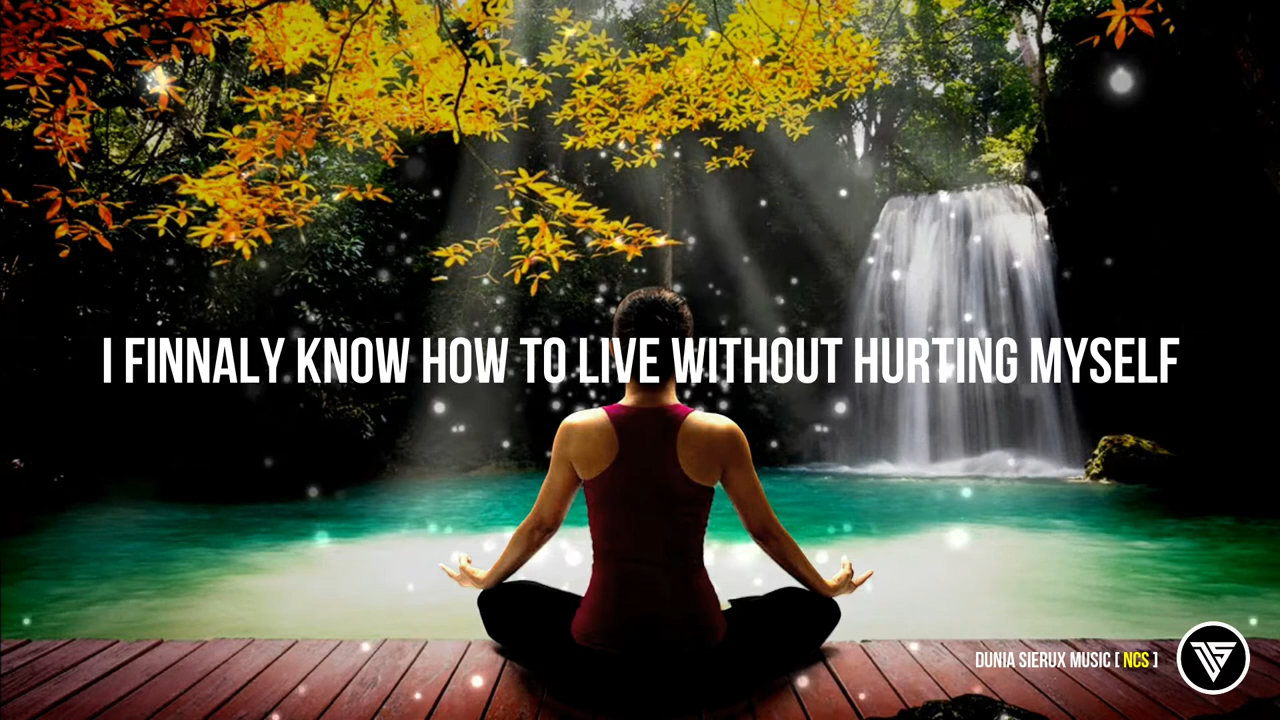 I FINNALY KNOW HOW TO LIVE WITHOUT HURTING MYSELF
DUNIA SIERUX MUSIC [ NCS ]